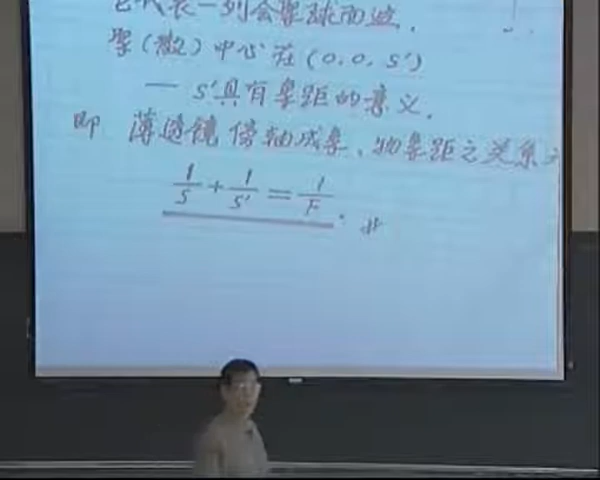 它代表一列会聚球面波.
聚(散)中心在(0,0,s')
— s'具有象距的意义.
即 薄透镜傍轴成象、物象距之关系
1/s + 1/s' = 1/F . #